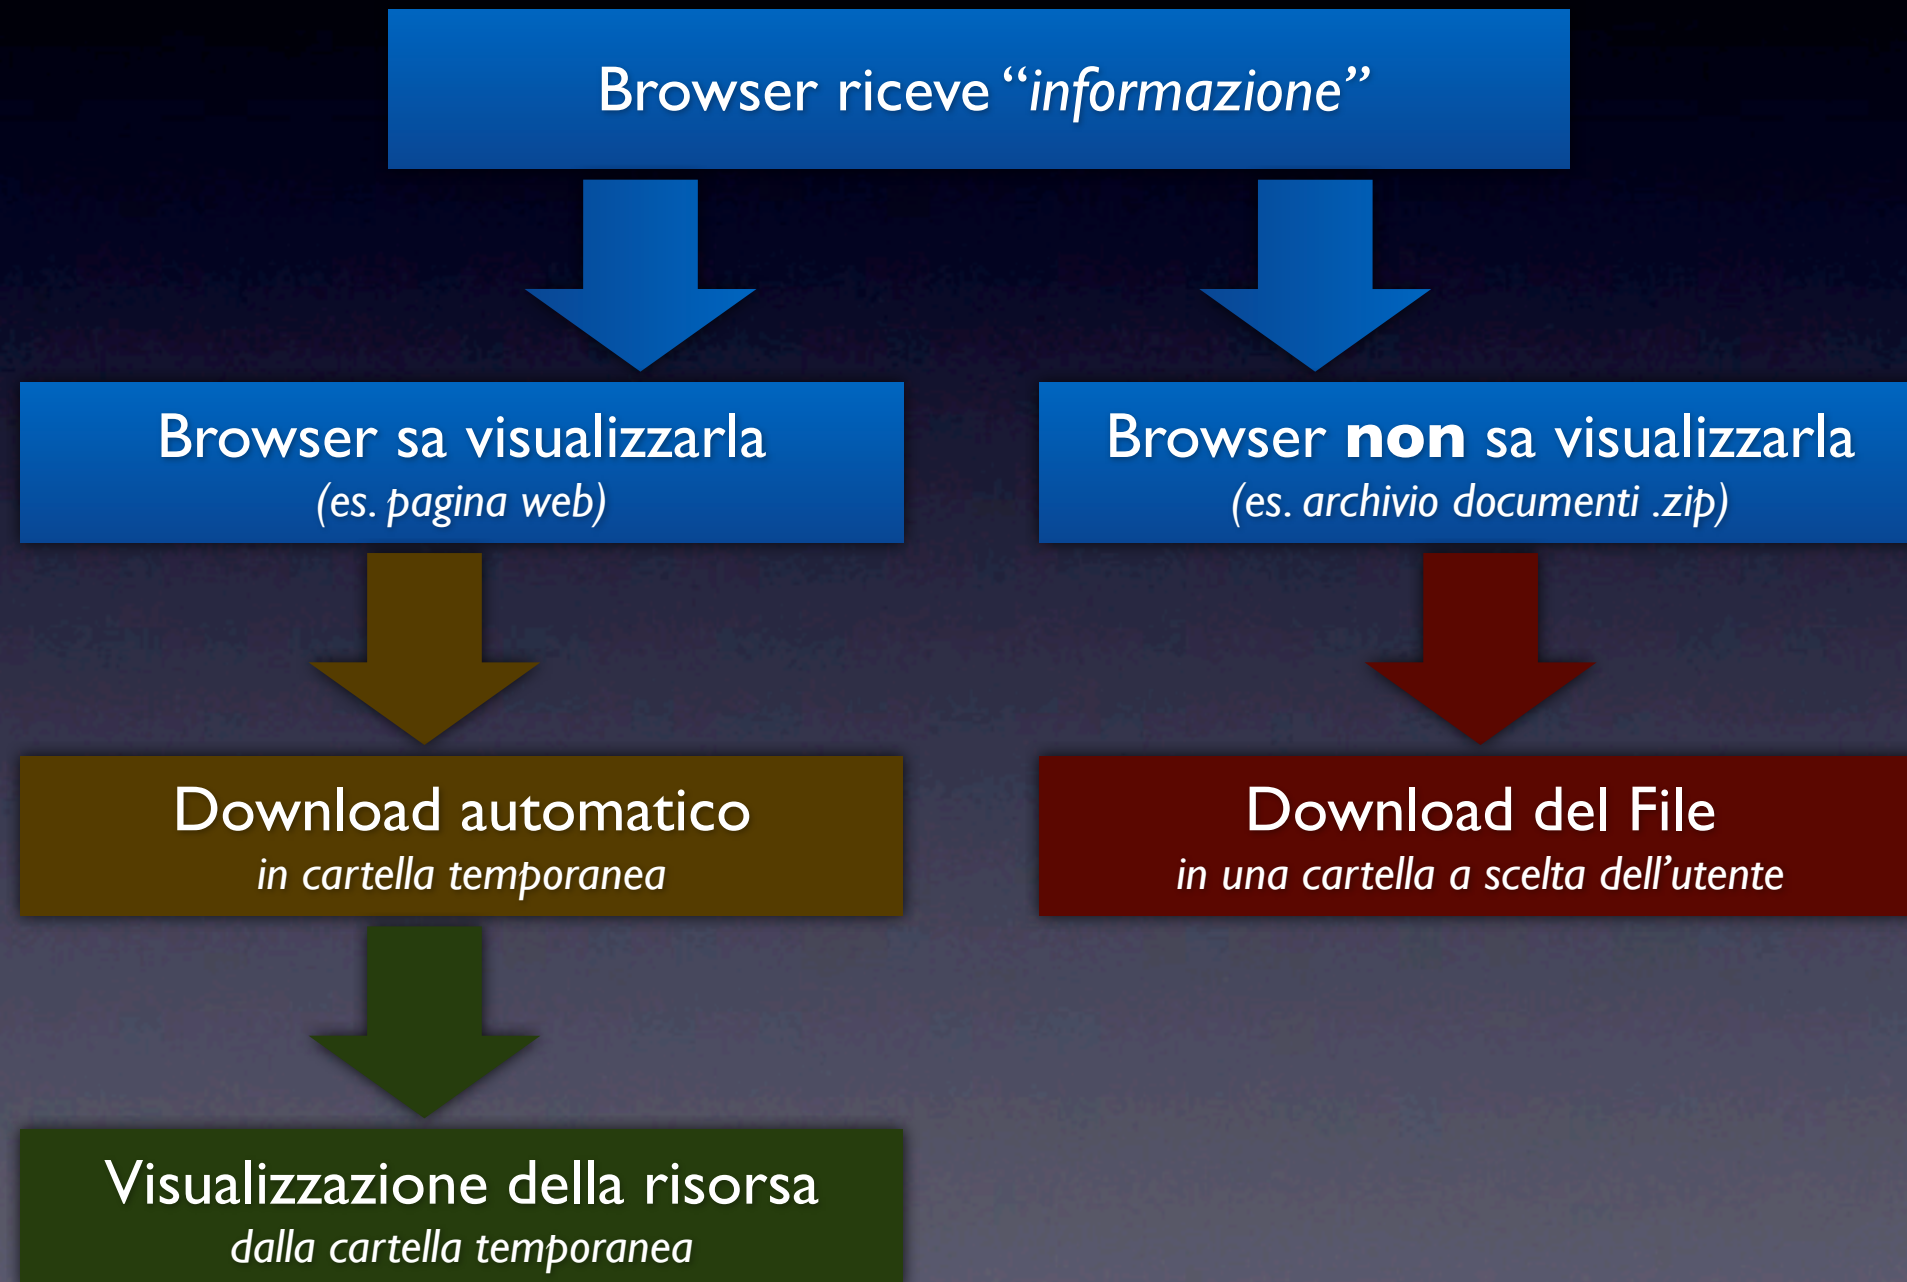 Browser riceve “informazione”
Browser sa visualizzarla
(es. pagina web)
Browser non sa visualizzarla
(es. archivio documenti .zip)
Download automatico
in cartella temporanea
Download del File
in una cartella a scelta dell’utente
Visualizzazione della risorsa
dalla cartella temporanea